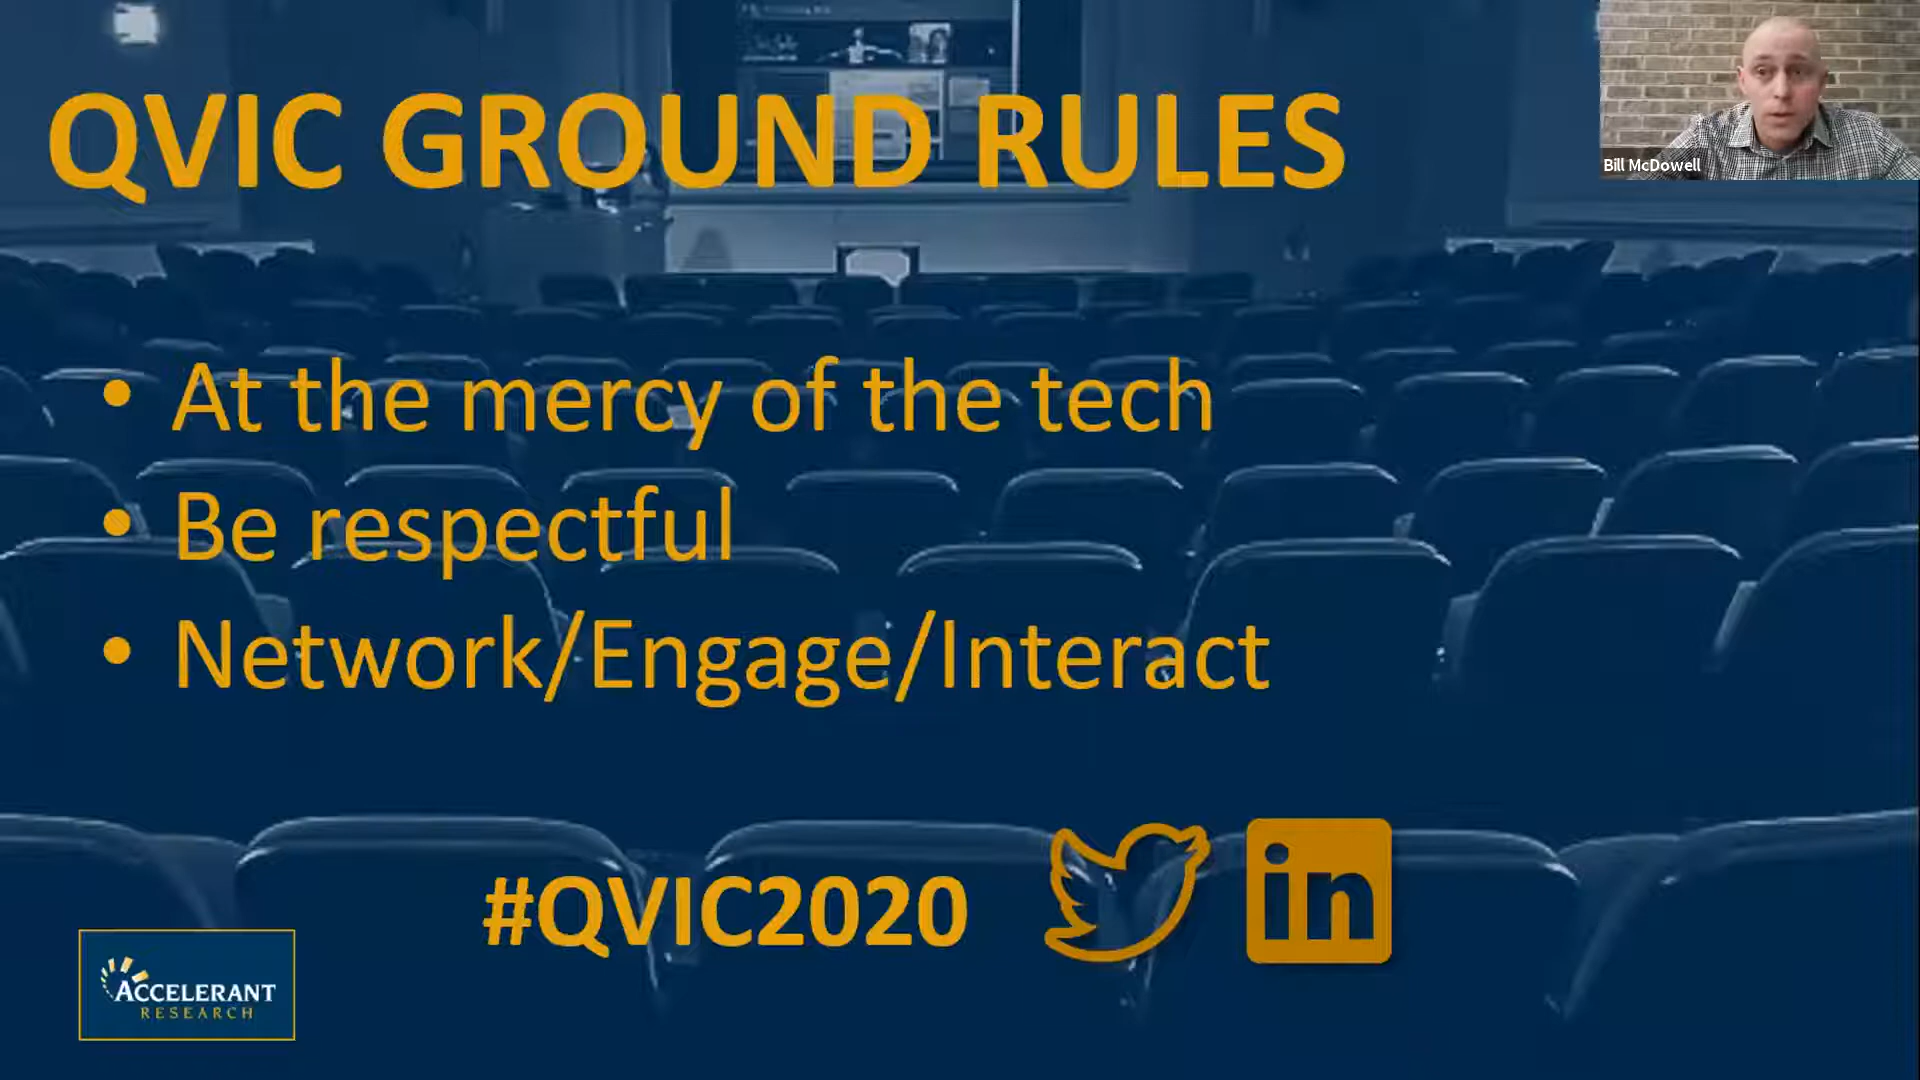 QVIC GROUND RULES
Bill McDowell
• At the mercy of the tech
• Be respectful
• Network/Engage/Interact
#QVIC2020
in
ACCELERANT
RESEARCH